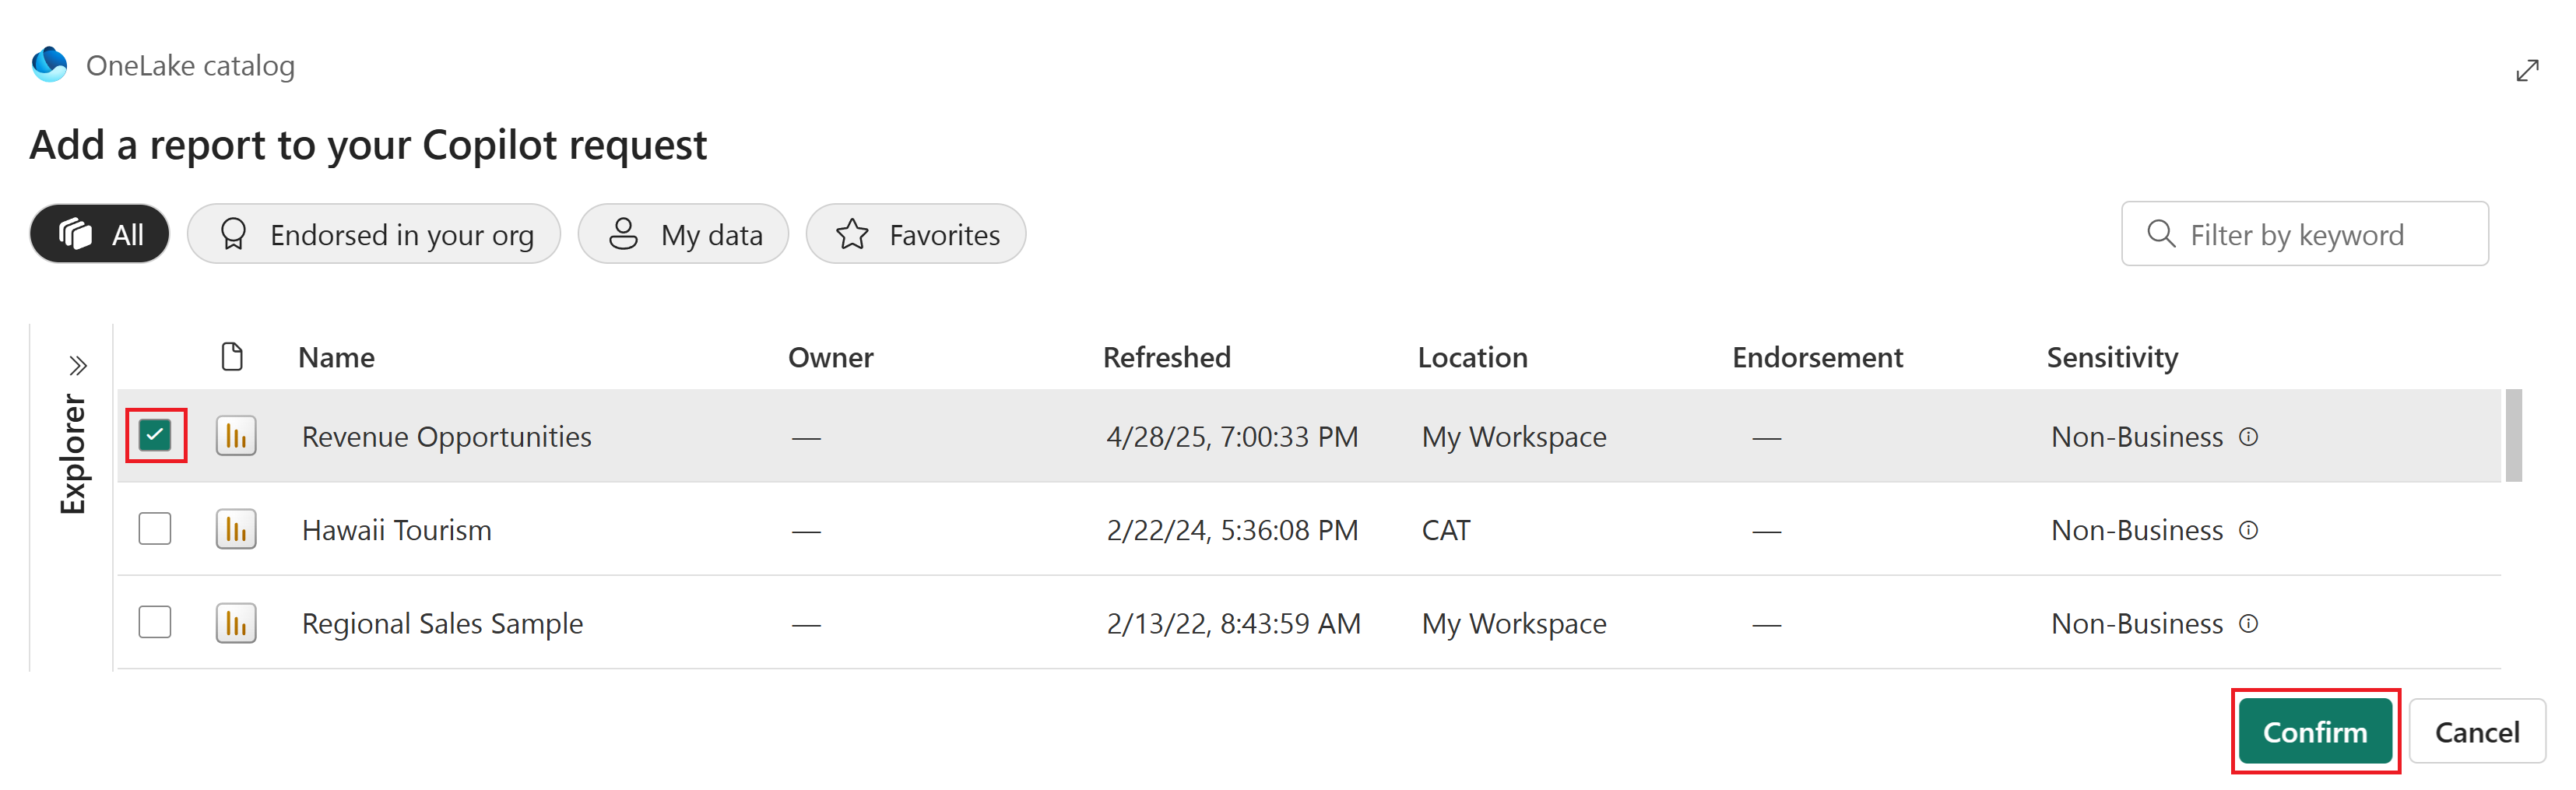 OneLake catalog
Add a report to your Copilot request
All Endorsed in your org My data Favorites Filter by keyword
Explorer
Name Owner Refreshed Location Endorsement Sensitivity
Revenue Opportunities — 4/28/25, 7:00:33 PM My Workspace — Non-Business
Hawaii Tourism — 2/22/24, 5:36:08 PM CAT — Non-Business
Regional Sales Sample — 2/13/22, 8:43:59 AM My Workspace — Non-Business
Confirm Cancel